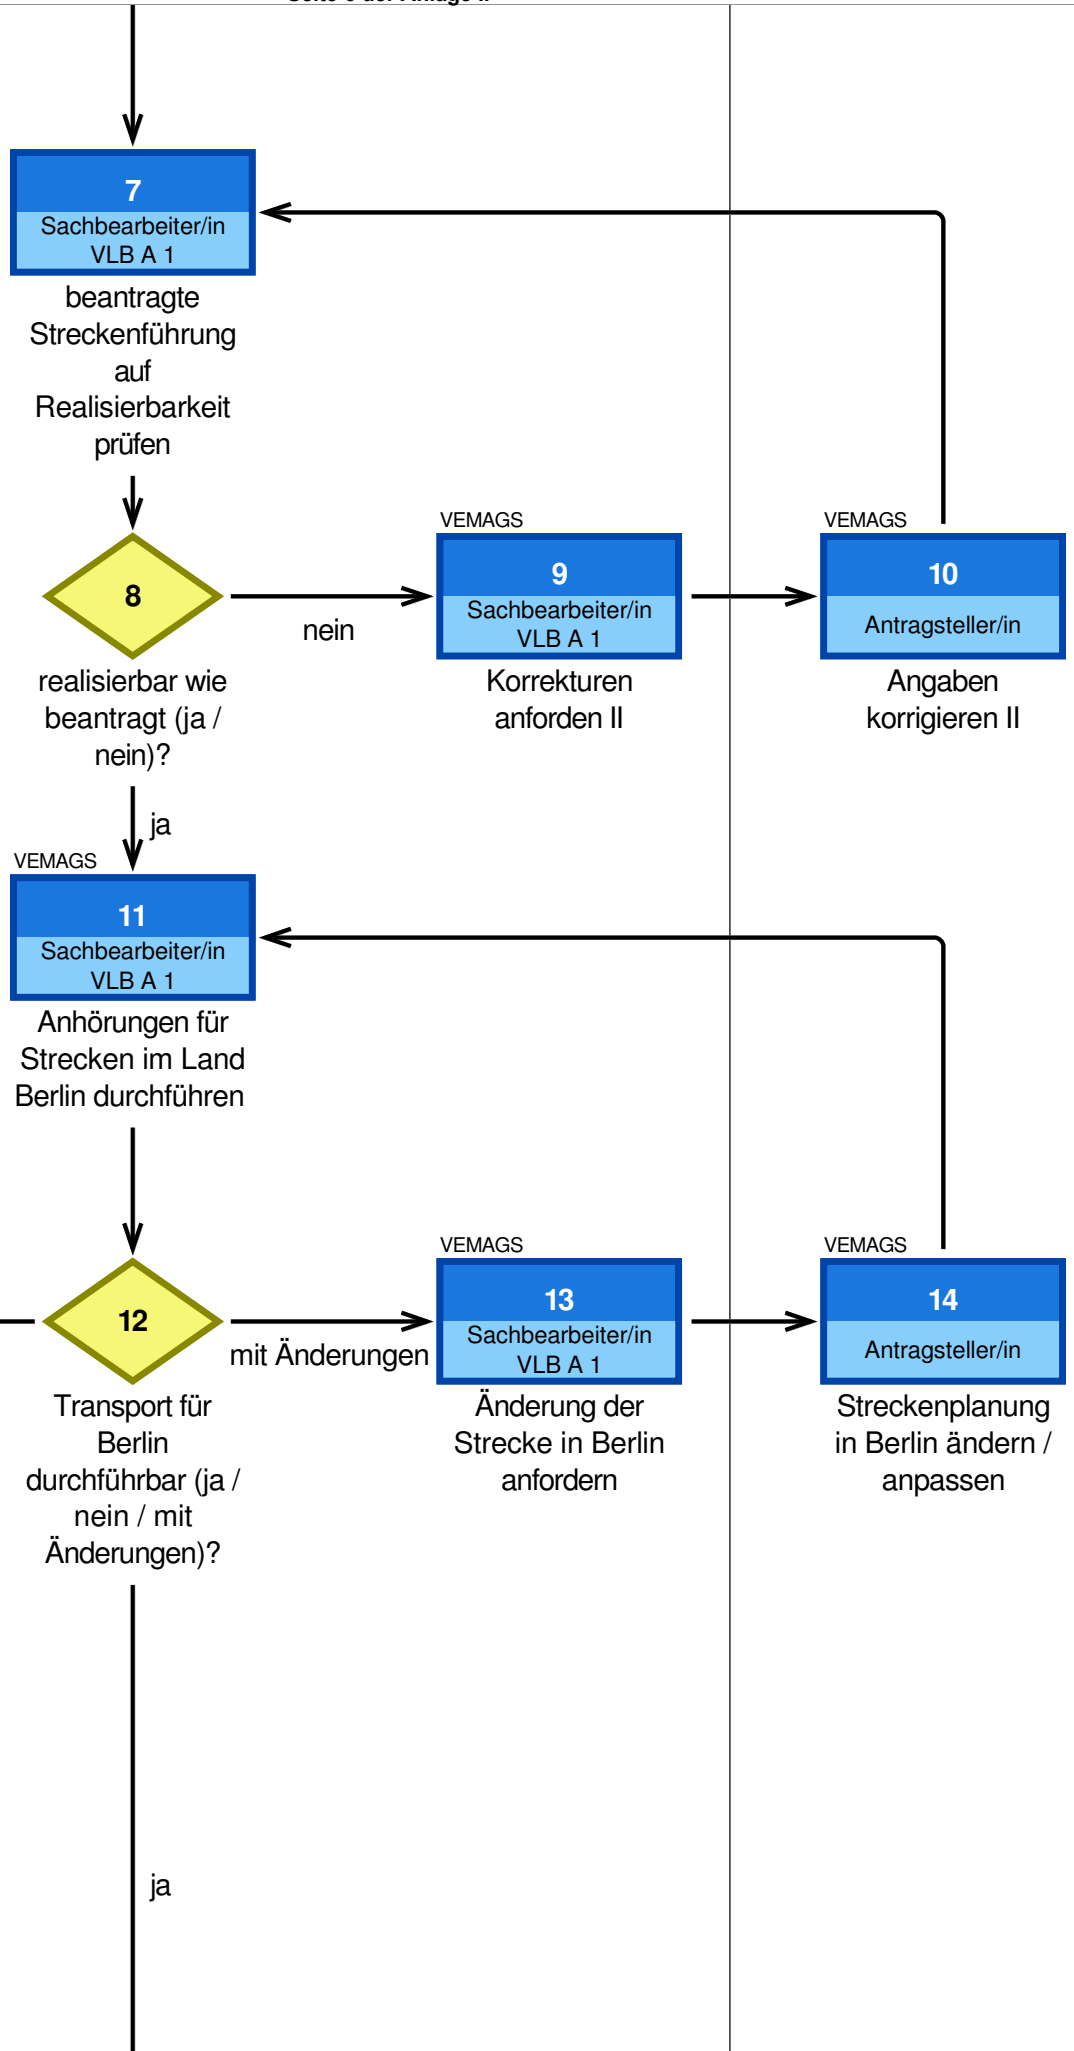 7
Sachbearbeiter/in
VLB A 1
beantragte
Streckenführung
auf
Realisierbarkeit
prüfen
8
realisierbar wie
beantragt (ja /
nein)?
nein
VEMAGS
9
Sachbearbeiter/in
VLB A 1
Korrekturen
anforden II
VEMAGS
10
Antragsteller/in
Angaben
korrigieren II
ja
VEMAGS
11
Sachbearbeiter/in
VLB A 1
Anhörungen für
Strecken im Land
Berlin durchführen
12
Transport für
Berlin
durchführbar (ja /
nein / mit
Änderungen)?
mit Änderungen
VEMAGS
13
Sachbearbeiter/in
VLB A 1
Änderung der
Strecke in Berlin
anfordern
VEMAGS
14
Antragsteller/in
Streckenplanung
in Berlin ändern /
anpassen
ja